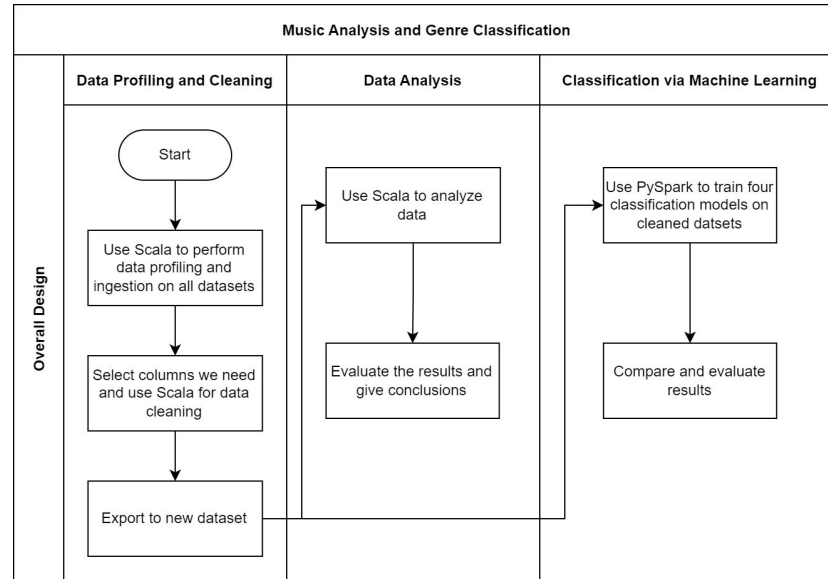 Music Analysis and Genre Classification
Overall Design
Data Profiling and Cleaning
Data Analysis
Classification via Machine Learning
Start
Use Scala to perform
data profiling and
ingestion on all datasets
Select columns we need
and use Scala for data
cleaning
Export to new dataset
Use Scala to analyze
data
Evaluate the results and
give conclusions
Use PySpark to train four
classification models on
cleaned datsets
Compare and evaluate
results